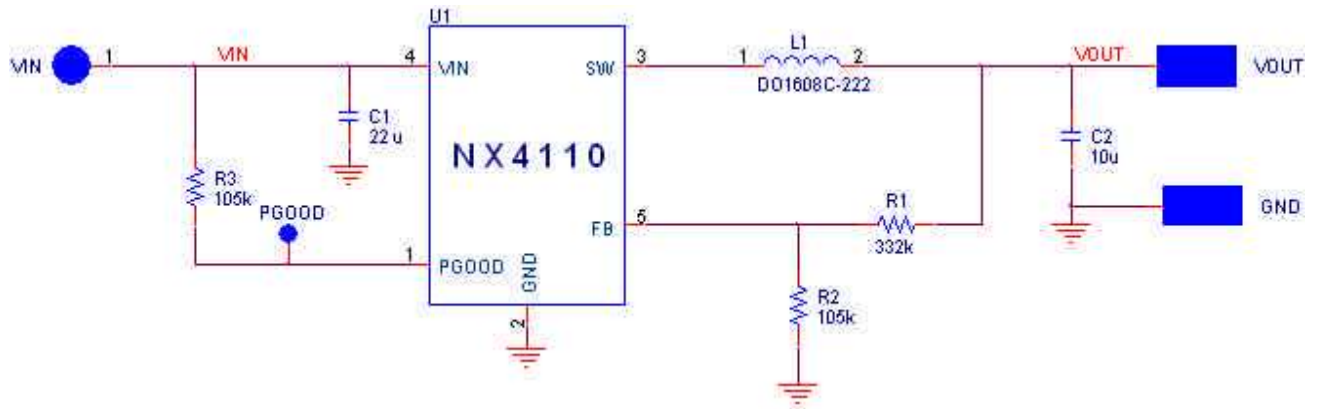 U1
VIN
1
VIN
4
VIN
SW
3
1
L1
2
DO1608C-222
VOUT
VOUT
C1
22 u
NX4110
C2
10u
R3
105k
PGOOD
FB
5
R1
332k
GND
1
PGOOD
GND
2
R2
105k